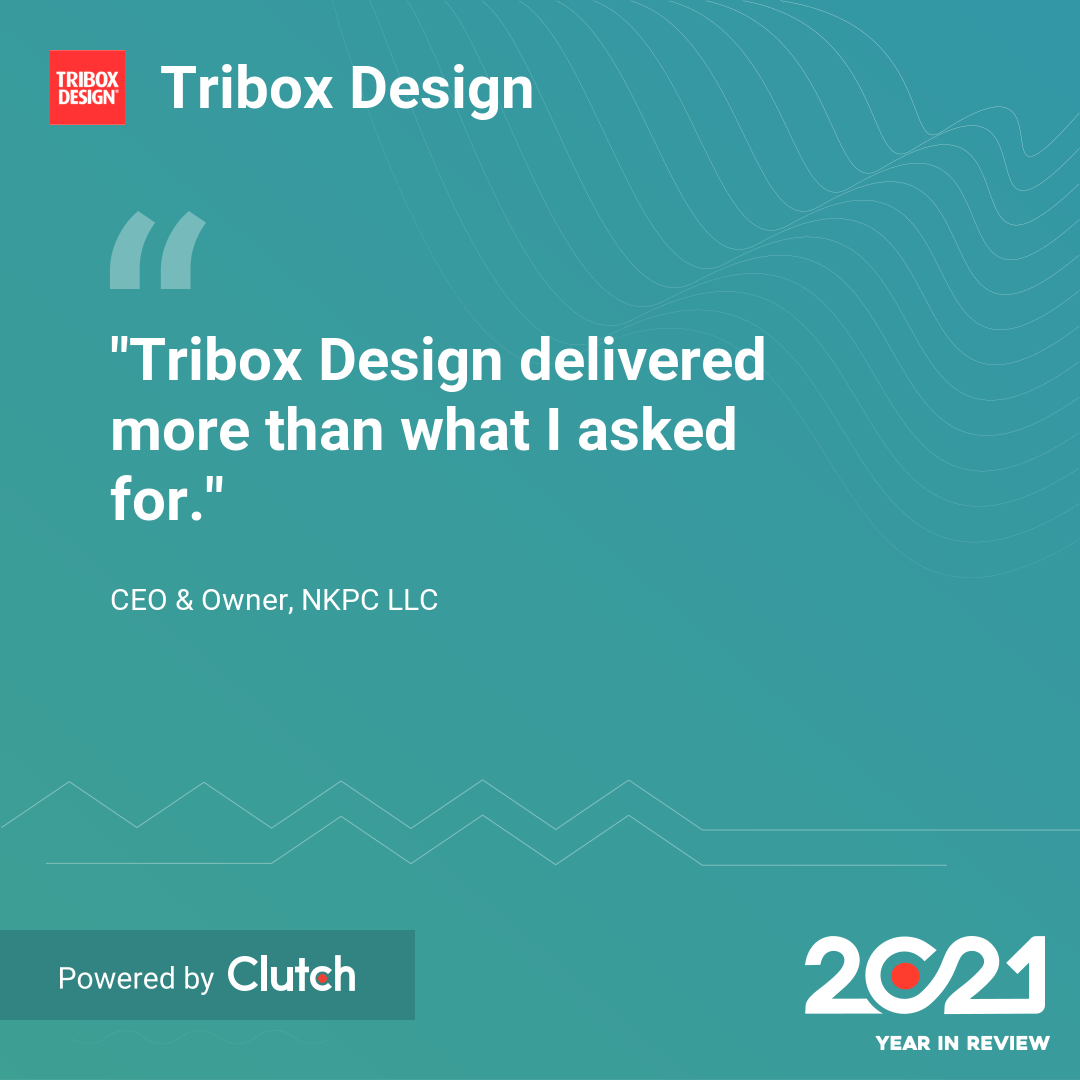 TRIBOX
DESIGN
Tribox Design
“
"Tribox Design delivered
more than what I asked
for."
CEO & Owner, NKPC LLC
Powered by Clutch
2021
YEAR IN REVIEW